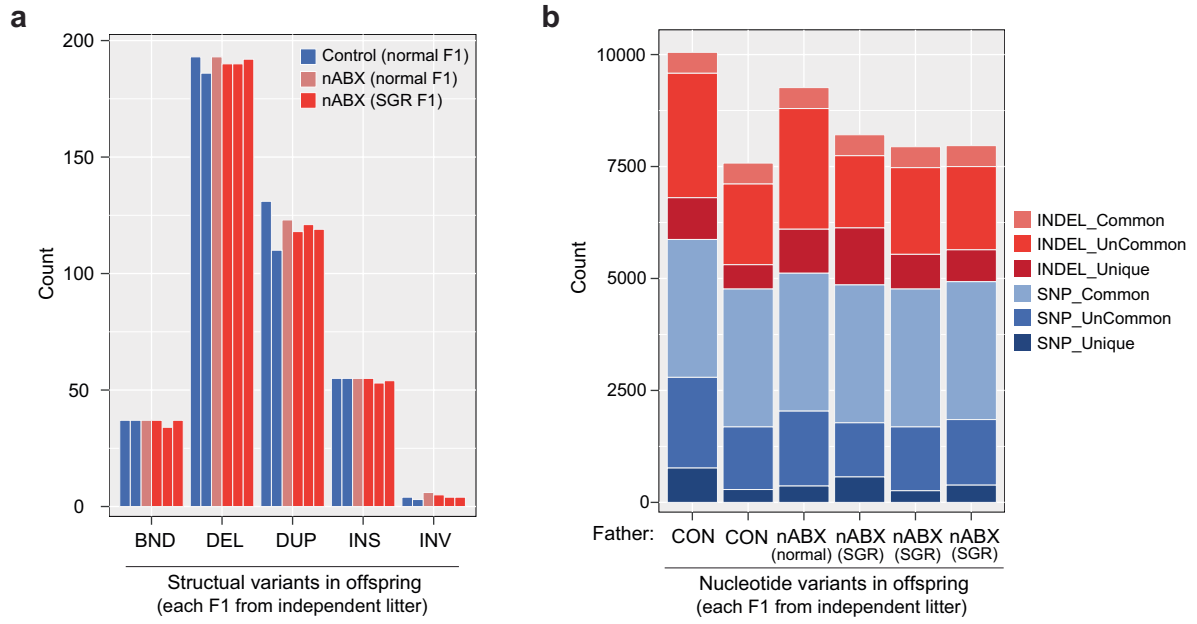 a
200
150
100
50
0
Count
Control (normal F1)
nABX (normal F1)
nABX (SGR F1)
BND DEL DUP INS INV
Structual variants in offspring
(each F1 from independent litter)
b
10000
7500
5000
2500
0
Count
INDEL_Common
INDEL_UnCommon
INDEL_Unique
SNP_Common
SNP_UnCommon
SNP_Unique
Father: CON CON nABX nABX nABX nABX
(normal) (SGR) (SGR) (SGR)
Nucleotide variants in offspring
(each F1 from independent litter)